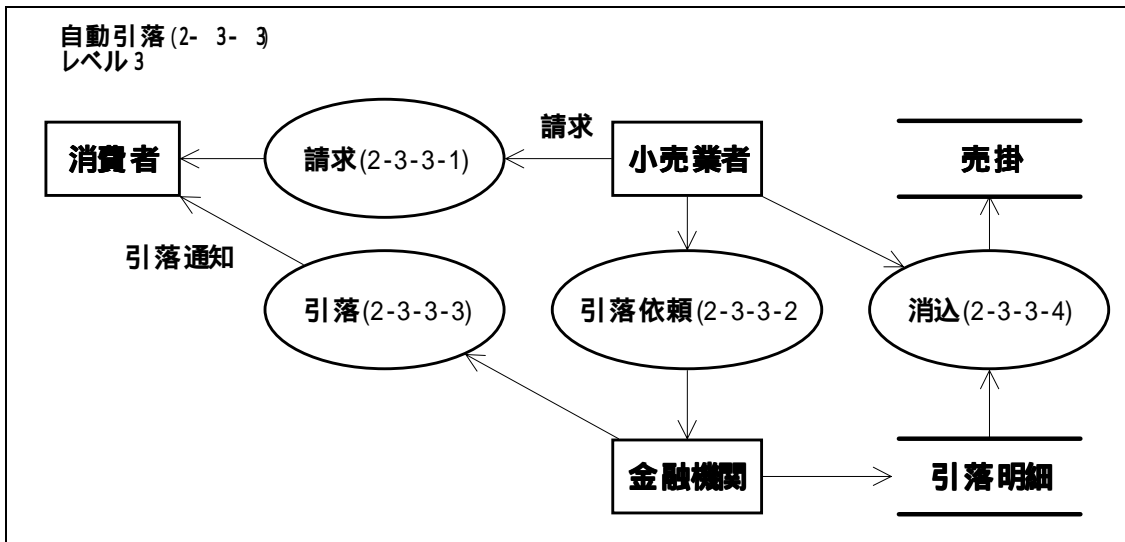 自動引落(2-3-3)
レベル3
請求
消費者
請求(2-3-3-1)
小売業者
売掛
引落通知
引落(2-3-3-3)
引落依頼(2-3-3-2
消込(2-3-3-4)
金融機関
引落明細